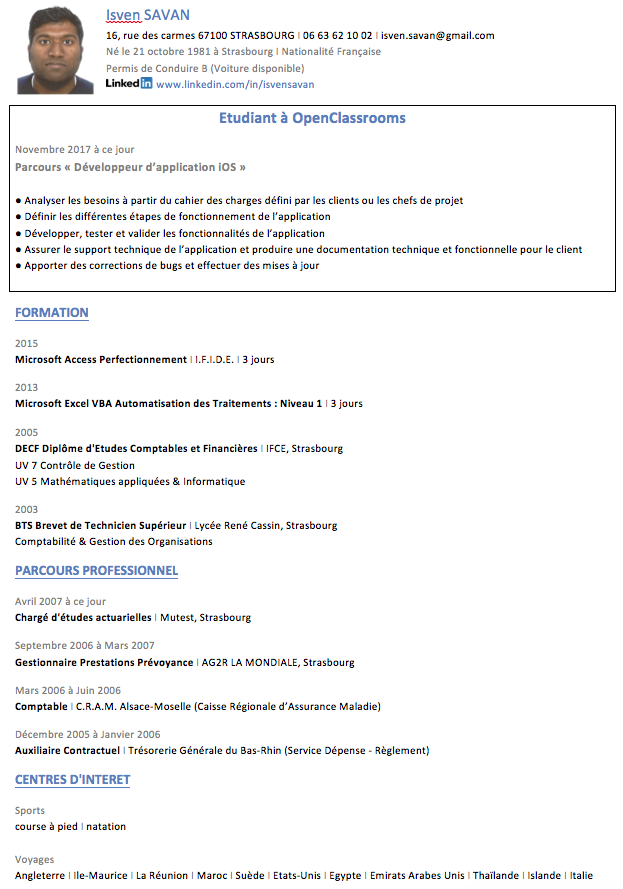 Isven SAVAN
16, rue des carmes 67100 STRASBOURG I 06 63 62 10 02 I isven.savan@gmail.com
Né le 21 octobre 1981 à Strasbourg I Nationalité Française
Permis de Conduire B (Voiture disponible)
Linked in www.linkedin.com/in/isvensavan
Etudiant à OpenClassrooms
Novembre 2017 à ce jour
Parcours « Développeur d’application iOS »
● Analyser les besoins à partir du cahier des charges défini par les clients ou les chefs de projet
● Définir les différentes étapes de fonctionnement de l’application
● Développer, tester et valider les fonctionnalités de l’application
● Assurer le support technique de l’application et produire une documentation technique et fonctionnelle pour le client
● Apporter des corrections de bugs et effectuer des mises à jour
FORMATION
2015
Microsoft Access Perfectionnement I I.F.I.D.E. I 3 jours
2013
Microsoft Excel VBA Automatisation des Traitements : Niveau 1 I 3 jours
2005
DECF Diplôme d'Etudes Comptables et Financières I IFCE, Strasbourg
UV 7 Contrôle de Gestion
UV 5 Mathématiques appliquées & Informatique
2003
BTS Brevet de Technicien Supérieur I Lycée René Cassin, Strasbourg
Comptabilité & Gestion des Organisations
PARCOURS PROFESSIONNEL
Avril 2007 à ce jour
Chargé d'études actuarielles I Mutest, Strasbourg
Septembre 2006 à Mars 2007
Gestionnaire Prestations Prévoyance I AG2R LA MONDIALE, Strasbourg
Mars 2006 à Juin 2006
Comptable I C.R.A.M. Alsace-Moselle (Caisse Régionale d’Assurance Maladie)
Décembre 2005 à Janvier 2006
Auxiliaire Contractuel I Trésorerie Générale du Bas-Rhin (Service Dépense - Règlement)
CENTRES D'INTERET
Sports
course à pied I natation
Voyages
Angleterre I Ile-Maurice I La Réunion I Maroc I Suède I Etats-Unis I Egypte I Emirats Arabes Unis I Thaïlande I Islande I Italie